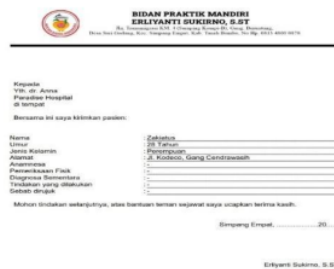 BIDAN PRAKTIK MANDIRI
ERLIYANTI SUKIRNO, S.ST
Kepada
Yth. dr. Anna
Paradise Hospital
di tempat
Bersama ini saya kirimkan pasien:
Nama : Zakiatus
Umur : 28 Tahun
Jenis Kelamin : Perempuan
Alamat : Jl. Kodeco, Gang Cendrawasih
Anamnesa :-
Pemeriksaan Fisik :-
Diagnosa Sementara :-
Tindakan yang dilakukan :-
Sebab dirujuk :-
Mohon tindakan selanjutnya, atas bantuan teman sejawat saya ucapkan terima kasih.
Simpang Empat, ....................20....
Erliyanti Sukirno, S.S